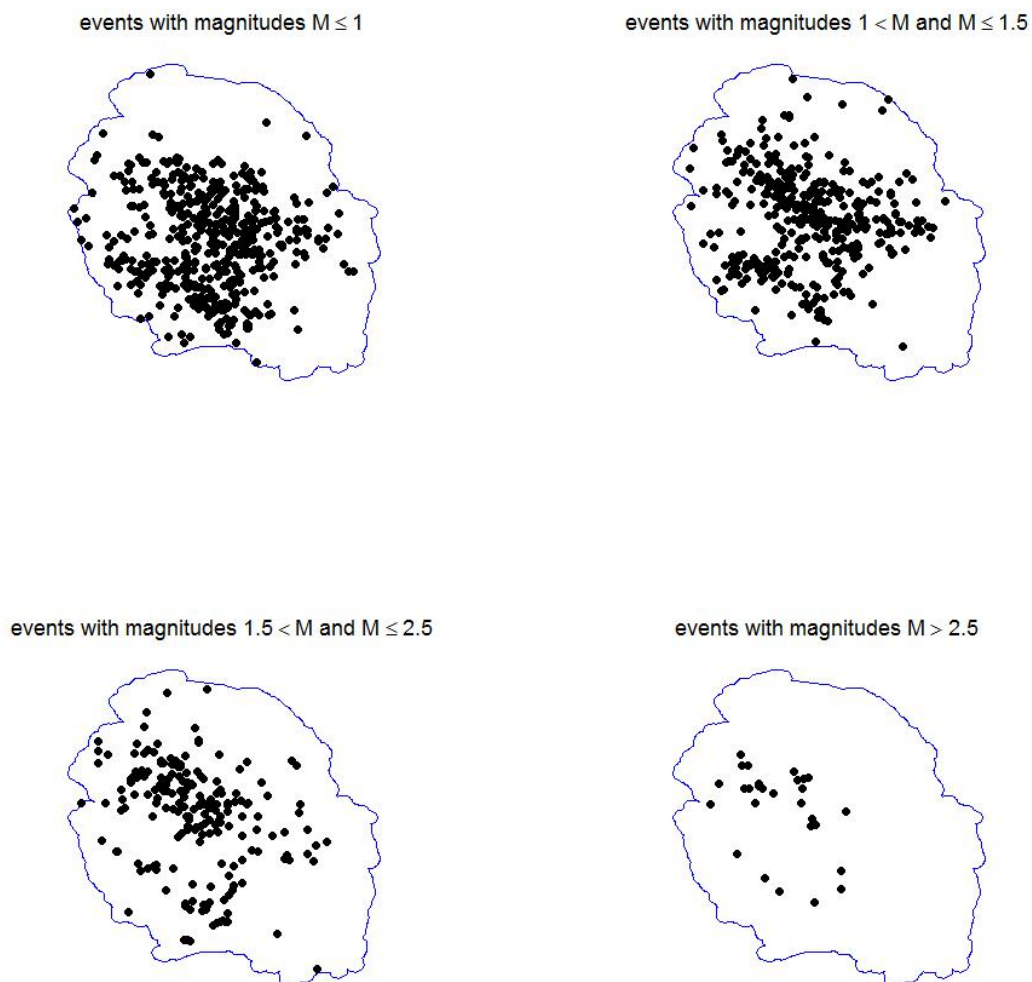 events with magnitudes M ≤ 1
events with magnitudes 1 < M and M ≤ 1.5
events with magnitudes 1.5 < M and M ≤ 2.5
events with magnitudes M > 2.5